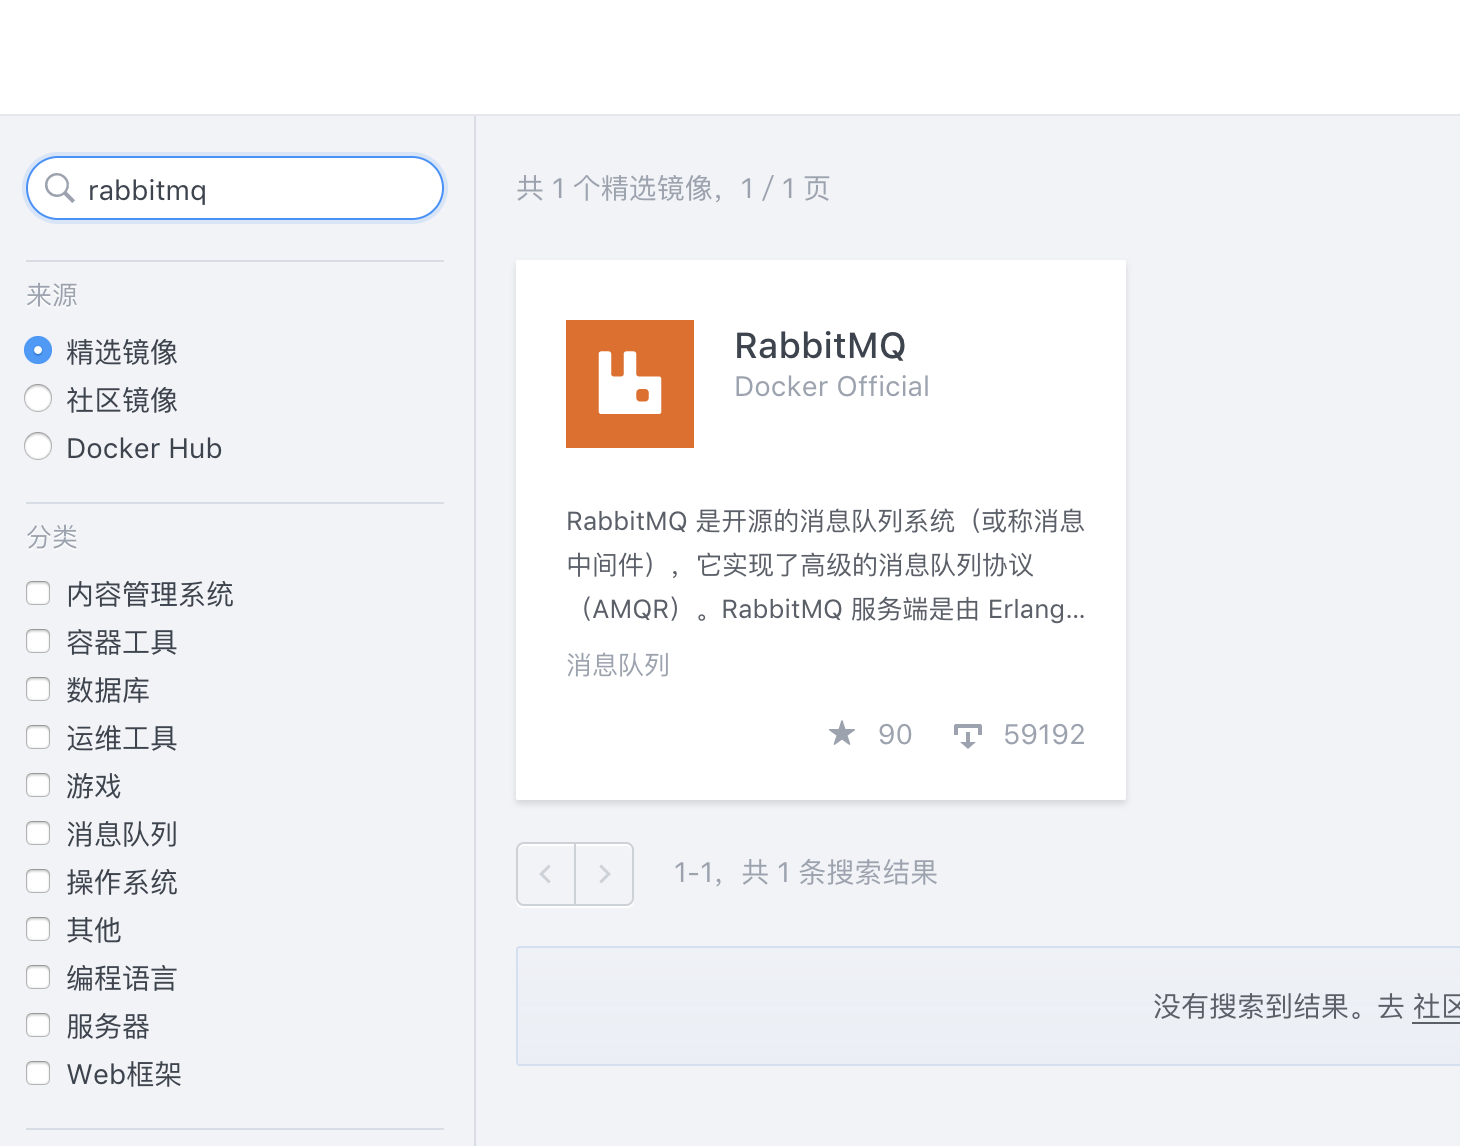 rabbitmq
来源
精选镜像
社区镜像
Docker Hub
分类
内容管理系统
容器工具
数据库
运维工具
游戏
消息队列
操作系统
其他
编程语言
服务器
Web框架
共 1 个精选镜像，1 / 1 页
RabbitMQ
Docker Official
RabbitMQ 是开源的消息队列系统（或称消息
中间件），它实现了高级的消息队列协议
（AMQR）。RabbitMQ 服务端是由 Erlang...
消息队列
90 59192
1-1，共 1 条搜索结果
没有搜索到结果。去 社区